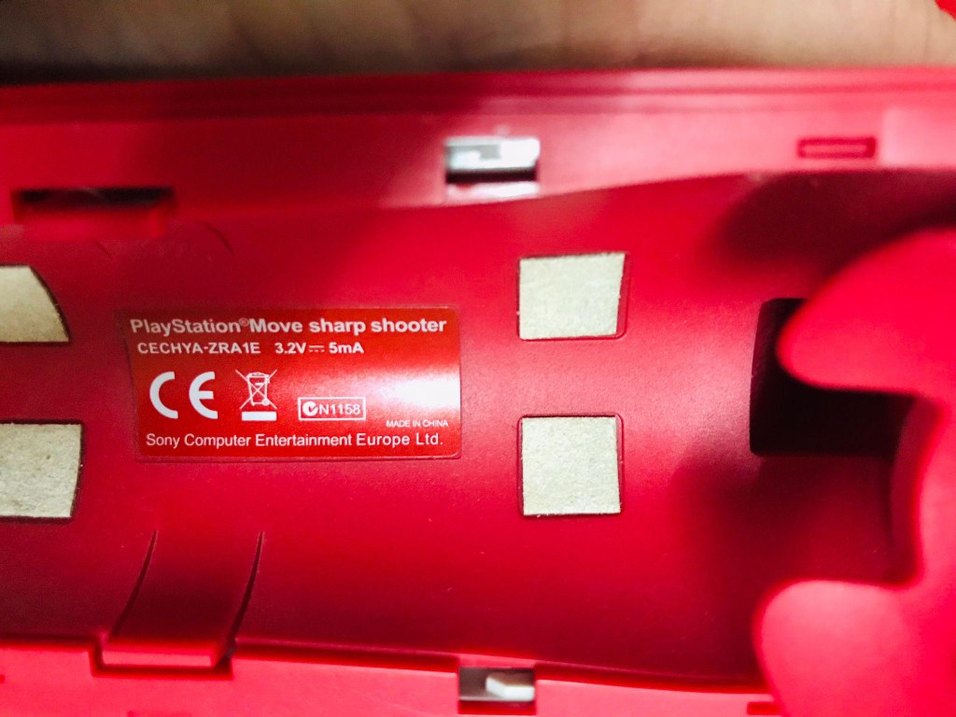 PlayStation®Move sharp shooter
CECHYA-ZRA1E 3.2V⎓5mA
CE
N1158
MADE IN CHINA
Sony Computer Entertainment Europe Ltd.